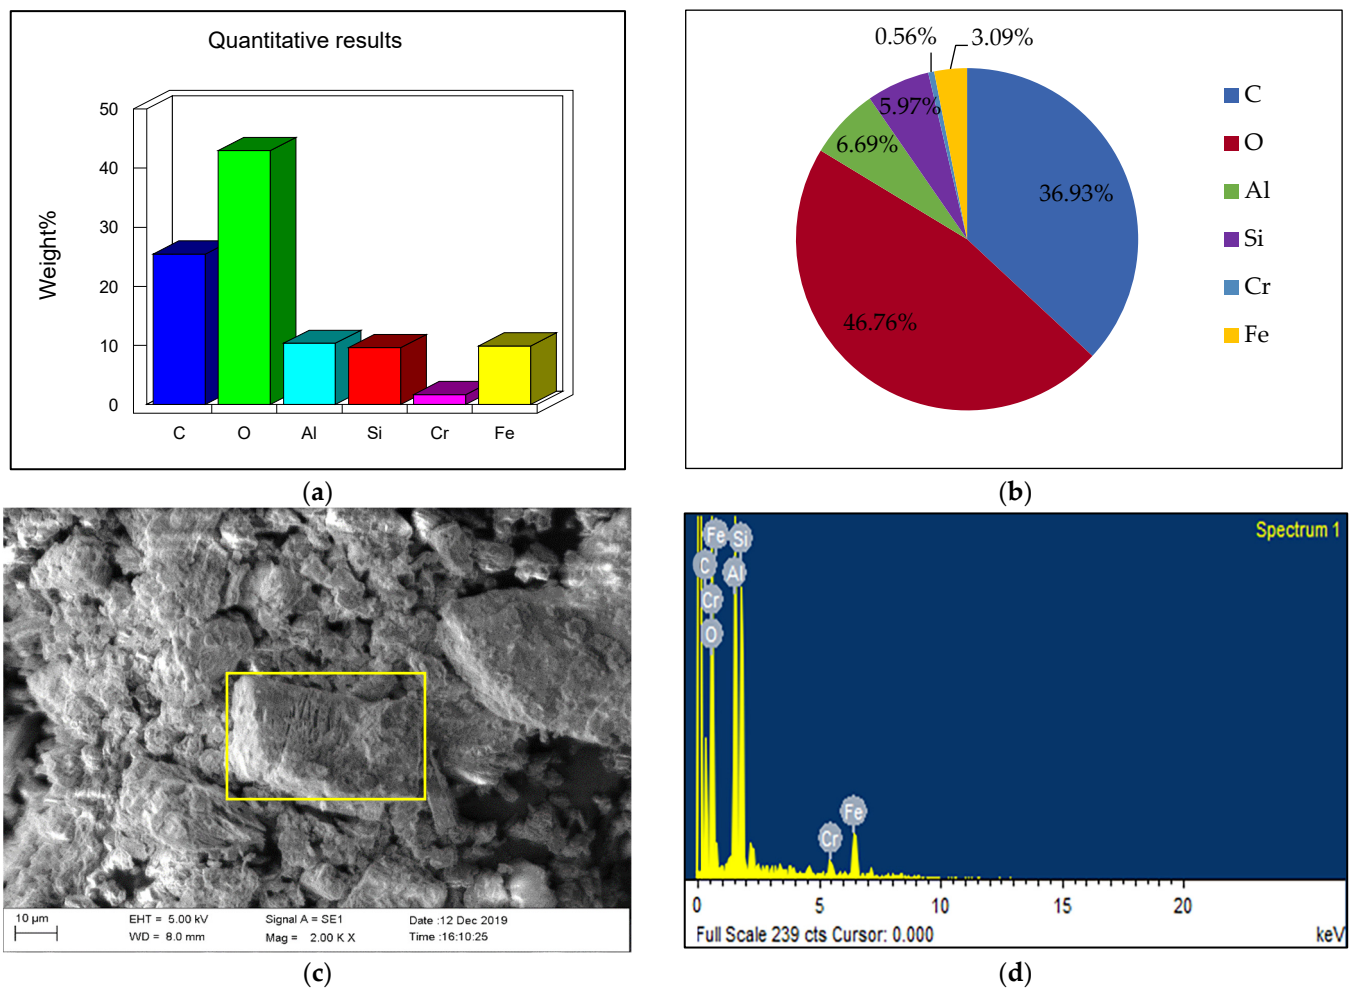 Quantitative results
Weight%
50
40
30
20
10
0
C O Al Si Cr Fe
(a)
0.56% 3.09%
5.97%
6.69%
36.93%
46.76%
C
O
Al
Si
Cr
Fe
(b)
10 µm
EHT = 5.00 kV Signal A = SE1 Date :12 Dec 2019
WD = 8.0 mm Mag = 2.00 K X Time :16:10:25
(c)
Spectrum 1
Fe Si
C Al
Cr
O
Cr Fe
0 5 10 15 20
Full Scale 239 cts Cursor: 0.000 keV
(d)